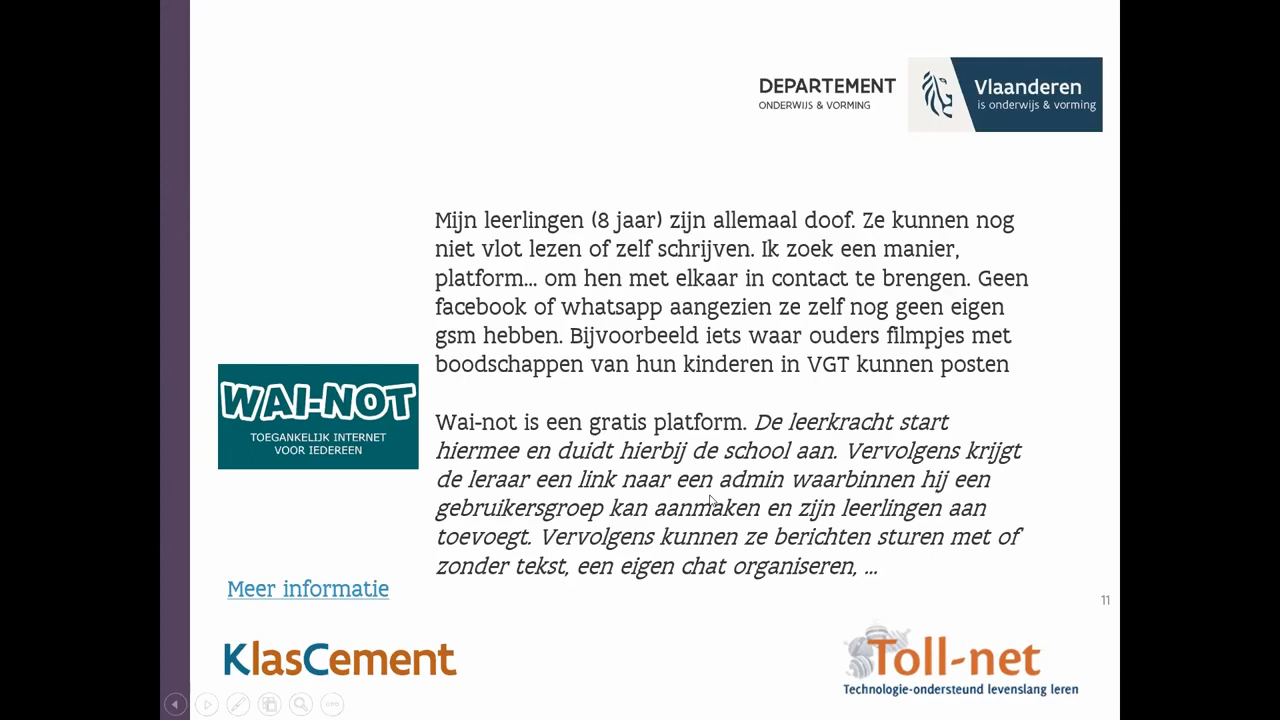 DEPARTEMENT
ONDERWIJS & VORMING
Vlaanderen
is onderwijs & vorming
Mijn leerlingen (8 jaar) zijn allemaal doof. Ze kunnen nog
niet vlot lezen of zelf schrijven. Ik zoek een manier,
platform... om hen met elkaar in contact te brengen. Geen
facebook of whatsapp aangezien ze zelf nog geen eigen
gsm hebben. Bijvoorbeeld iets waar ouders filmpjes met
boodschappen van hun kinderen in VGT kunnen posten
WAI-NOT
TOEGANKELIJK INTERNET
VOOR IEDEREEN
Wai-not is een gratis platform. De leerkracht start
hiermee en duidt hierbij de school aan. Vervolgens krijgt
de leraar een link naar een admin waarbinnen hij een
gebruikersgroep kan aanmaken en zijn leerlingen aan
toevoegt. Vervolgens kunnen ze berichten sturen met of
zonder tekst, een eigen chat organiseren, ...
Meer informatie
11
KlasCement
Toll-net
Technologie-ondersteund levenslang leren